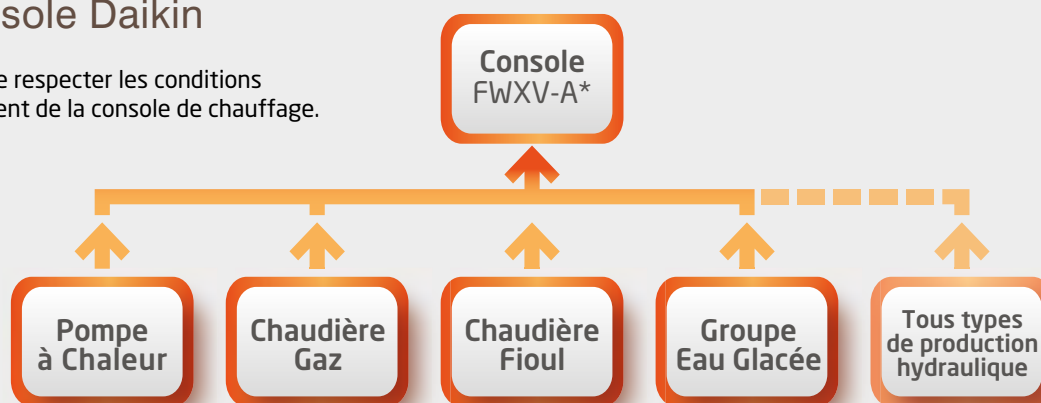 sole Daikin
e respecter les conditions
ent de la console de chauffage.
Console
FWXV-A*
Pompe
à Chaleur
Chaudière
Gaz
Chaudière
Fioul
Groupe
Eau Glacée
Tous types
de production
hydraulique